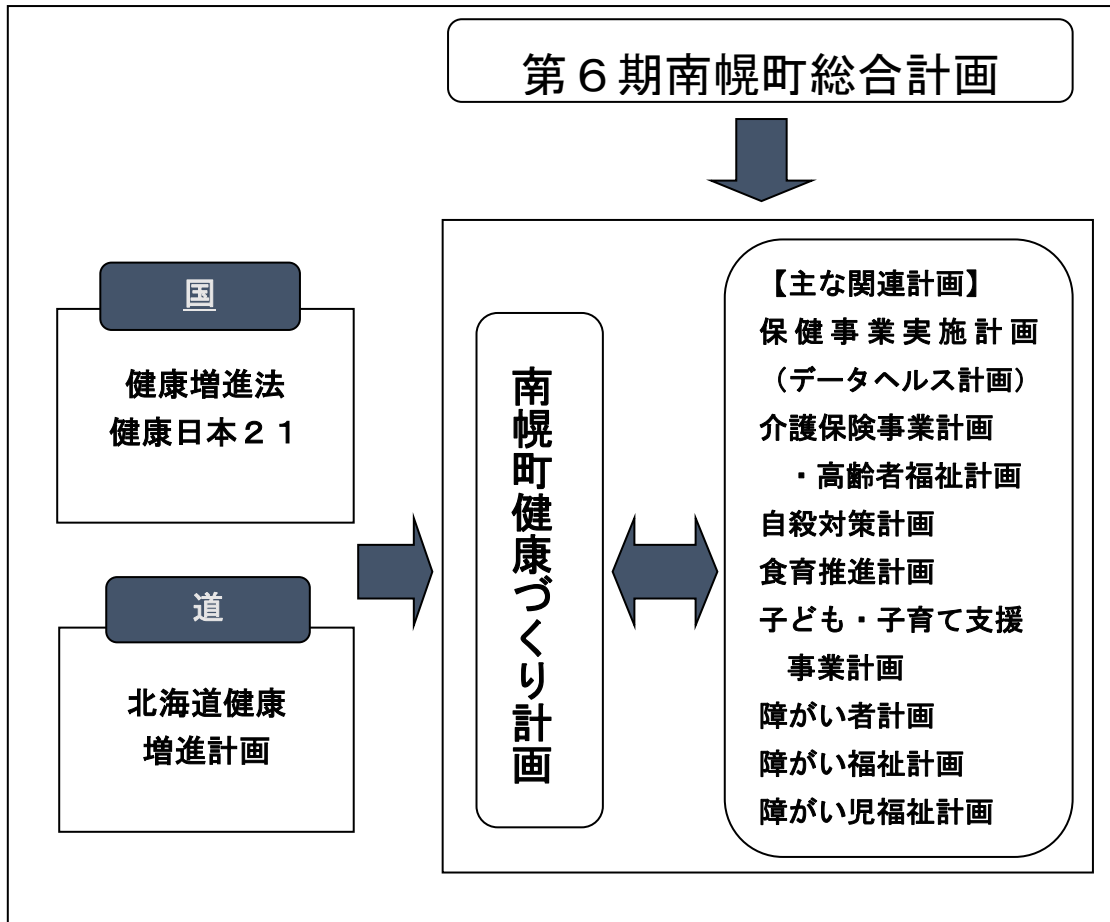 第６期南幌町総合計画
国
健康増進法
健康日本２１
道
北海道健康
増進計画
南幌町健康づくり計画
【主な関連計画】
保健事業実施計画
（データヘルス計画）
介護保険事業計画
・高齢者福祉計画
自殺対策計画
食育推進計画
子ども・子育て支援
事業計画
障がい者計画
障がい福祉計画
障がい児福祉計画